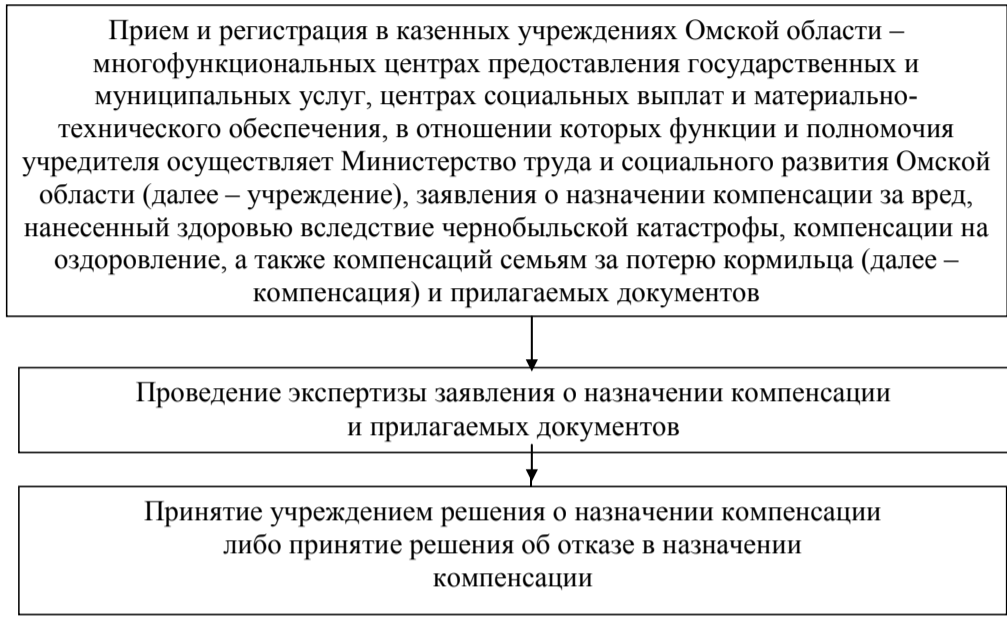 Прием и регистрация в казенных учреждениях Омской области –
многофункциональных центрах предоставления государственных и
муниципальных услуг, центрах социальных выплат и материально-
технического обеспечения, в отношении которых функции и полномочия
учредителя осуществляет Министерство труда и социального развития Омской
области (далее – учреждение), заявления о назначении компенсации за вред,
нанесенный здоровью вследствие чернобыльской катастрофы, компенсации на
оздоровление, а также компенсаций семьям за потерю кормильца (далее –
компенсация) и прилагаемых документов
Проведение экспертизы заявления о назначении компенсации
и прилагаемых документов
Принятие учреждением решения о назначении компенсации
либо принятие решения об отказе в назначении
компенсации